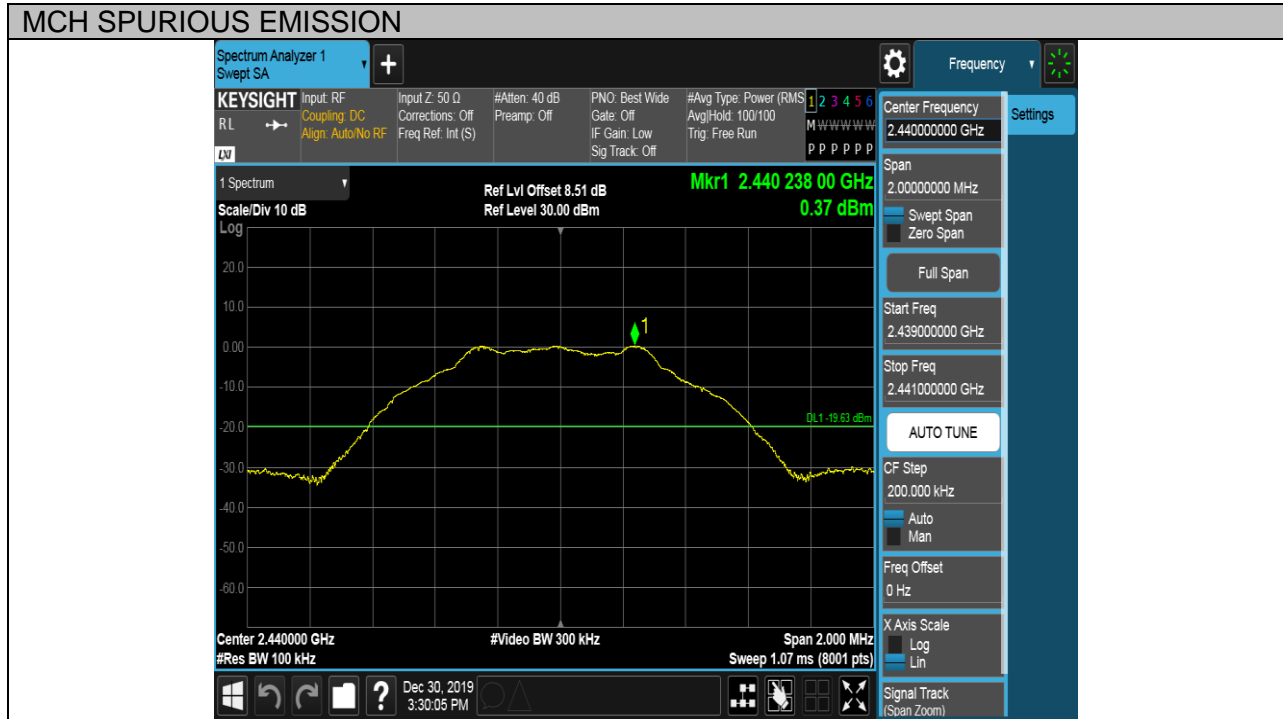 MCH SPURIOUS EMISSION
Spectrum Analyzer 1
Swept SA
+
Frequency
KEYSIGHT
RL
LXI
Input: RF
Coupling: DC
Align: Auto/No RF
Input Z: 50 Ω
Corrections: Off
Freq Ref: Int (S)
#Atten: 40 dB
Preamp: Off
PNO: Best Wide
Gate: Off
IF Gain: Low
Sig Track: Off
#Avg Type: Power (RMS
Avg|Hold: 100/100
Trig: Free Run
1 2 3 4 5 6
M W W W W W
P P P P P P
1 Spectrum
Scale/Div 10 dB
Log
Ref Lvl Offset 8.51 dB
Ref Level 30.00 dBm
Mkr1 2.440 238 00 GHz
0.37 dBm
20.0
10.0
0.00
-10.0
-20.0
-30.0
-40.0
-50.0
-60.0
1
DL1 -19.63 dBm
Center 2.440000 GHz
#Res BW 100 kHz
#Video BW 300 kHz
Span 2.000 MHz
Sweep 1.07 ms (8001 pts)
Center Frequency
2.440000000 GHz
Settings
Span
2.00000000 MHz
Swept Span
Zero Span
Full Span
Start Freq
2.439000000 GHz
Stop Freq
2.441000000 GHz
AUTO TUNE
CF Step
200.000 kHz
Auto
Man
Freq Offset
0 Hz
X Axis Scale
Log
Lin
Signal Track
(Span Zoom)
?
Dec 30, 2019
3:30:05 PM